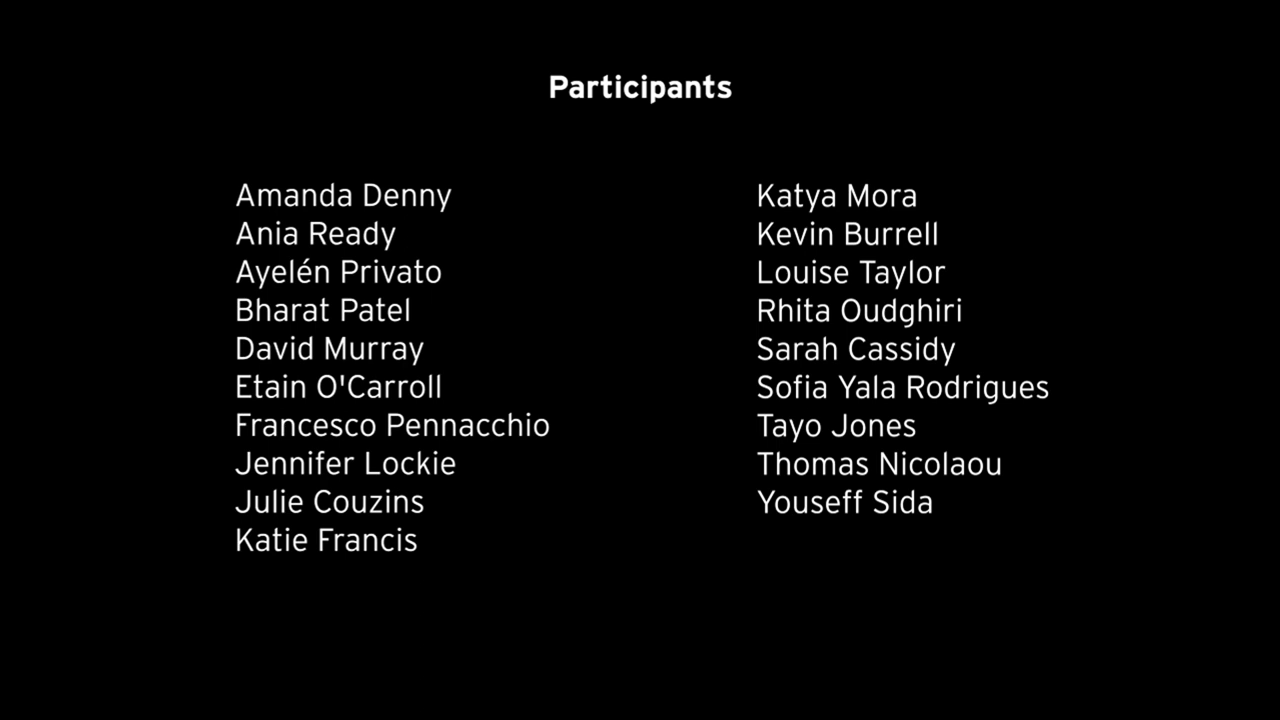 Participants
Amanda Denny
Ania Ready
Ayelén Privato
Bharat Patel
David Murray
Etain O'Carroll
Francesco Pennacchio
Jennifer Lockie
Julie Couzins
Katie Francis
Katya Mora
Kevin Burrell
Louise Taylor
Rhita Oudghiri
Sarah Cassidy
Sofia Yala Rodrigues
Tayo Jones
Thomas Nicolaou
Youseff Sida